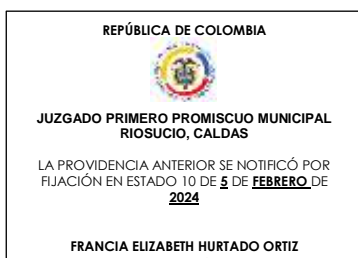 REPÚBLICA DE COLOMBIA
JUZGADO PRIMERO PROMISCUO MUNICIPAL
RIOSUCIO, CALDAS
LA PROVIDENCIA ANTERIOR SE NOTIFICÓ POR
FIJACIÓN EN ESTADO 10 DE 5 DE FEBRERO DE
2024
FRANCIA ELIZABETH HURTADO ORTIZ